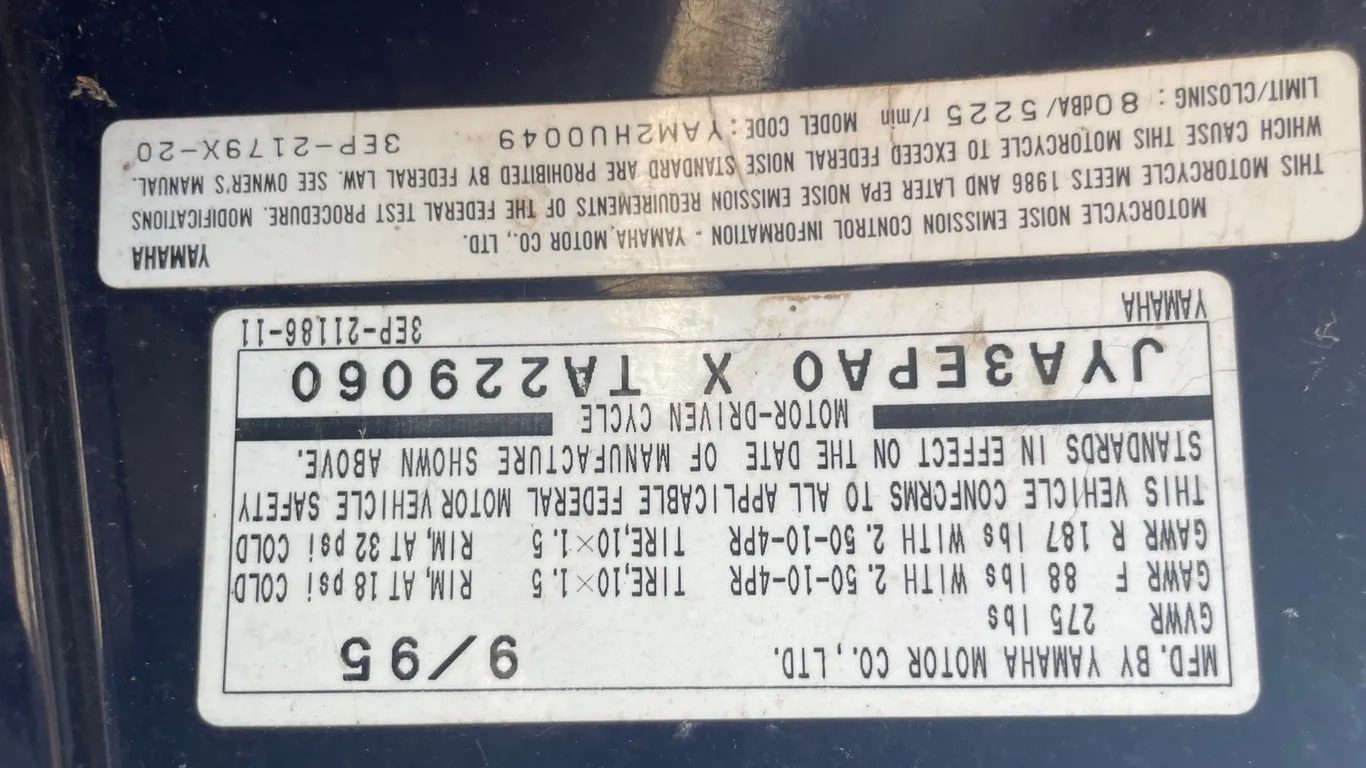 MFD. BY YAMAHA MOTOR CO., LTD. 9/95
GVWR 275 lbs
GAWR F 88 lbs WITH 2.50-10-4PR TIRE,10×1.5 RIM, AT 18 psi COLD
GAWR R 187 lbs WITH 2.50-10-4PR TIRE,10×1.5 RIM, AT 32 psi COLD
THIS VEHICLE CONFORMS TO ALL APPLICABLE FEDERAL MOTOR VEHICLE SAFETY
STANDARDS IN EFFECT ON THE DATE OF MANUFACTURE SHOWN ABOVE.
MOTOR-DRIVEN CYCLE
JYA3EPA0 X TA229060
YAMAHA 3EP-21186-11
MOTORCYCLE NOISE EMISSION CONTROL INFORMATION - YAMAHA MOTOR CO., LTD. YAMAHA
THIS MOTORCYCLE MEETS 1986 AND LATER EPA NOISE EMISSION REQUIREMENTS OF THE FEDERAL TEST PROCEDURE. MODIFICATIONS
WHICH CAUSE THIS MOTORCYCLE TO EXCEED FEDERAL NOISE STANDARD ARE PROHIBITED BY FEDERAL LAW. SEE OWNER'S MANUAL.
LIMIT/CLOSING : 80dBA/5225 r/min MODEL CODE : YAM2HU0049 3EP-2179X-20